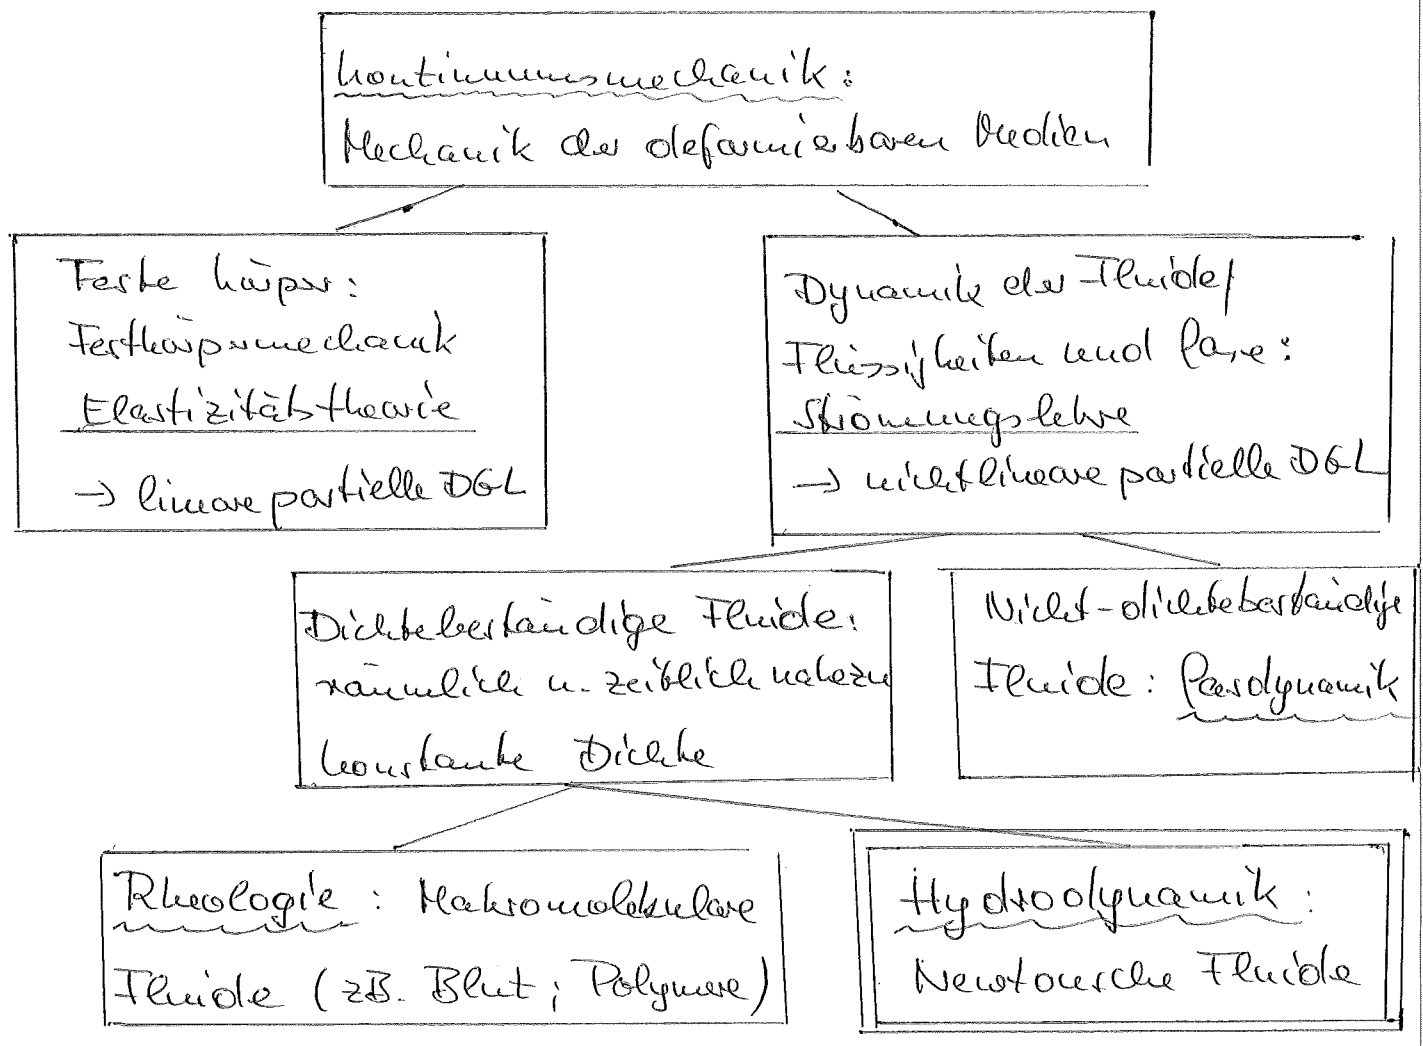 Kontinuumsmechanik:
Mechanik der deformierbaren Medien
Feste Körper:
Festkörpermechanik
Elastizitätstheorie
→ lineare partielle DGL
Dynamik der Fluide/
Flüssigkeiten und Gase:
Strömungslehre
→ nichtlineare partielle DGL
Dichtebeständige Fluide:
räumlich u. zeitlich nahezu
konstante Dichte
Nicht-dichtebeständige
Fluide: Gasdynamik
Rheologie: Makromolekulare
Fluide (zB. Blut; Polymere)
Hydrodynamik:
Newtonsche Fluide